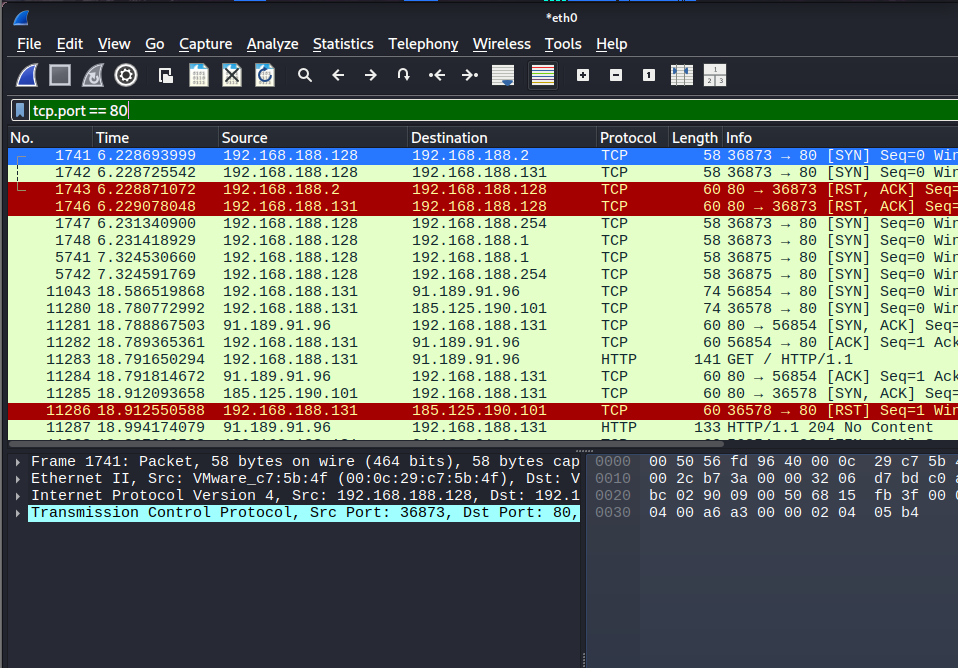 *eth0
File Edit View Go Capture Analyze Statistics Telephony Wireless Tools Help
tcp.port == 80
No. Time Source Destination Protocol Length Info
1741 6.228693999 192.168.188.128 192.168.188.2 TCP 58 36873 → 80 [SYN] Seq=0 Win
1742 6.228725542 192.168.188.128 192.168.188.131 TCP 58 36873 → 80 [SYN] Seq=0 Win
1743 6.228871072 192.168.188.2 192.168.188.128 TCP 60 80 → 36873 [RST, ACK] Seq=
1746 6.229078048 192.168.188.131 192.168.188.128 TCP 60 80 → 36873 [RST, ACK] Seq=
1747 6.231340900 192.168.188.128 192.168.188.254 TCP 58 36873 → 80 [SYN] Seq=0 Win
1748 6.231418929 192.168.188.128 192.168.188.1 TCP 58 36873 → 80 [SYN] Seq=0 Win
5741 7.324530660 192.168.188.128 192.168.188.1 TCP 58 36875 → 80 [SYN] Seq=0 Win
5742 7.324591769 192.168.188.128 192.168.188.254 TCP 58 36875 → 80 [SYN] Seq=0 Win
11043 18.586519868 192.168.188.131 91.189.91.96 TCP 74 56854 → 80 [SYN] Seq=0 Win
11280 18.780772992 192.168.188.131 185.125.190.101 TCP 74 36578 → 80 [SYN] Seq=0 Win
11281 18.788867503 91.189.91.96 192.168.188.131 TCP 60 80 → 56854 [SYN, ACK] Seq=
11282 18.789365361 192.168.188.131 91.189.91.96 TCP 60 56854 → 80 [ACK] Seq=1 Ack
11283 18.791650294 192.168.188.131 91.189.91.96 HTTP 141 GET / HTTP/1.1
11284 18.791814672 91.189.91.96 192.168.188.131 TCP 60 80 → 56854 [ACK] Seq=1 Ack
11285 18.912093658 185.125.190.101 192.168.188.131 TCP 60 80 → 36578 [SYN, ACK] Seq=
11286 18.912550588 192.168.188.131 185.125.190.101 TCP 60 36578 → 80 [RST] Seq=1 Win
11287 18.994174079 91.189.91.96 192.168.188.131 HTTP 133 HTTP/1.1 204 No Content
Frame 1741: Packet, 58 bytes on wire (464 bits), 58 bytes cap
Ethernet II, Src: VMware_c7:5b:4f (00:0c:29:c7:5b:4f), Dst: V
Internet Protocol Version 4, Src: 192.168.188.128, Dst: 192.1
Transmission Control Protocol, Src Port: 36873, Dst Port: 80,
0000 00 50 56 fd 96 40 00 0c 29 c7 5b 4
0010 00 2c b7 3a 00 00 32 06 d7 bd c0 a
0020 bc 02 90 09 00 50 68 15 fb 3f 00 0
0030 04 00 a6 a3 00 00 02 04 05 b4